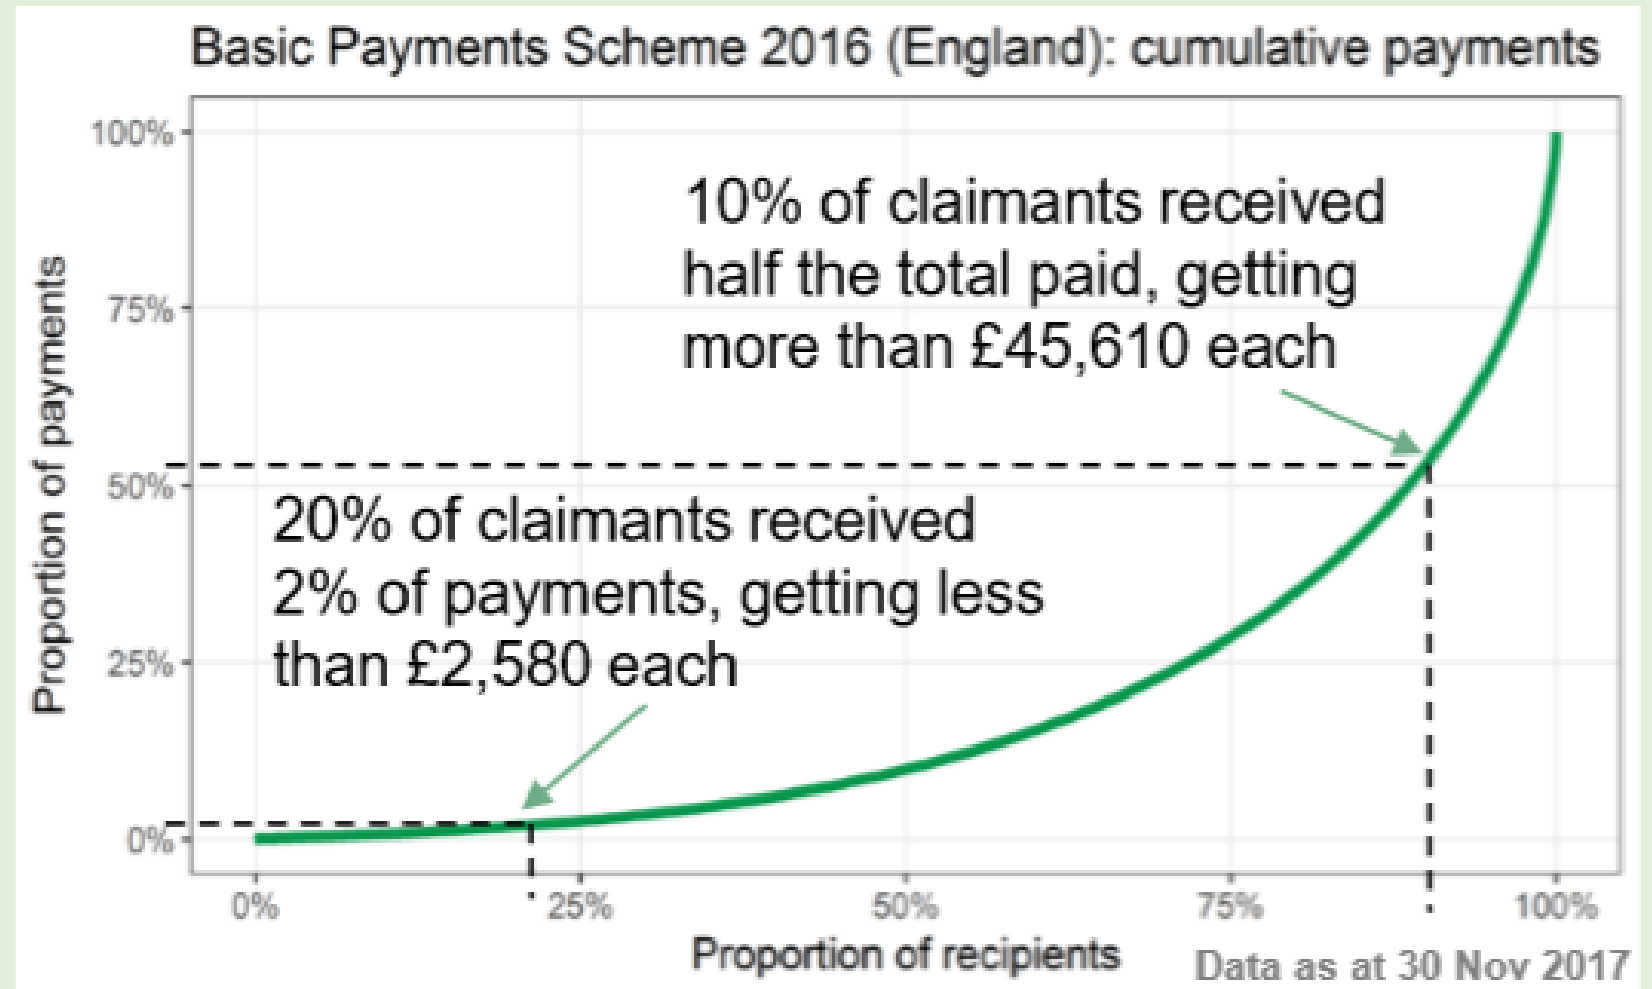 Basic Payments Scheme 2016 (England): cumulative payments
100%
10% of claimants received
half the total paid, getting
more than £45,610 each
75%
Proportion of payments
50%
20% of claimants received
2% of payments, getting less
than £2,580 each
25%
0%
0% 25% 50% 75% 100%
Proportion of recipients
Data as at 30 Nov 2017